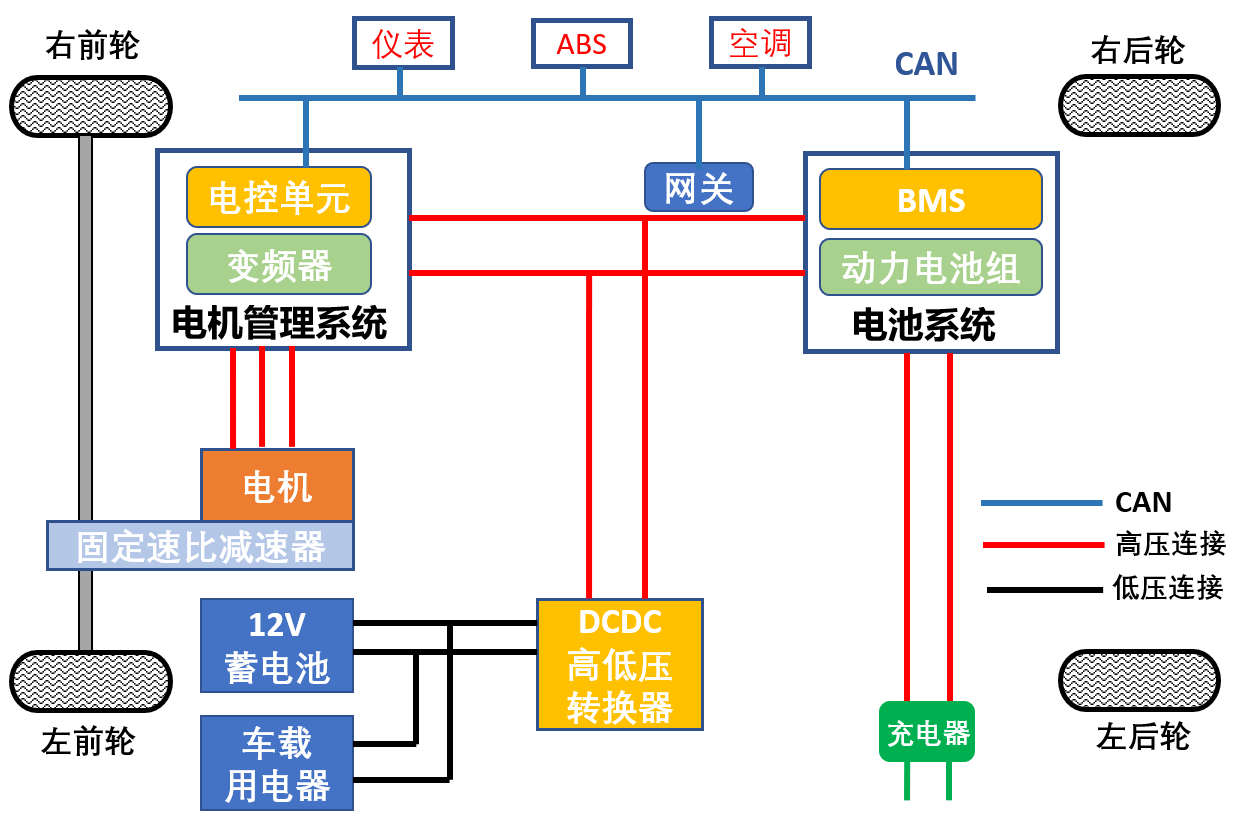 右前轮
仪表
ABS
空调
CAN
右后轮
电控单元
变频器
电机管理系统
网关
BMS
动力电池组
电池系统
电机
固定速比减速器
CAN
高压连接
低压连接
12V
蓄电池
DCDC
高低压
转换器
车载
用电器
充电器
左前轮
左后轮